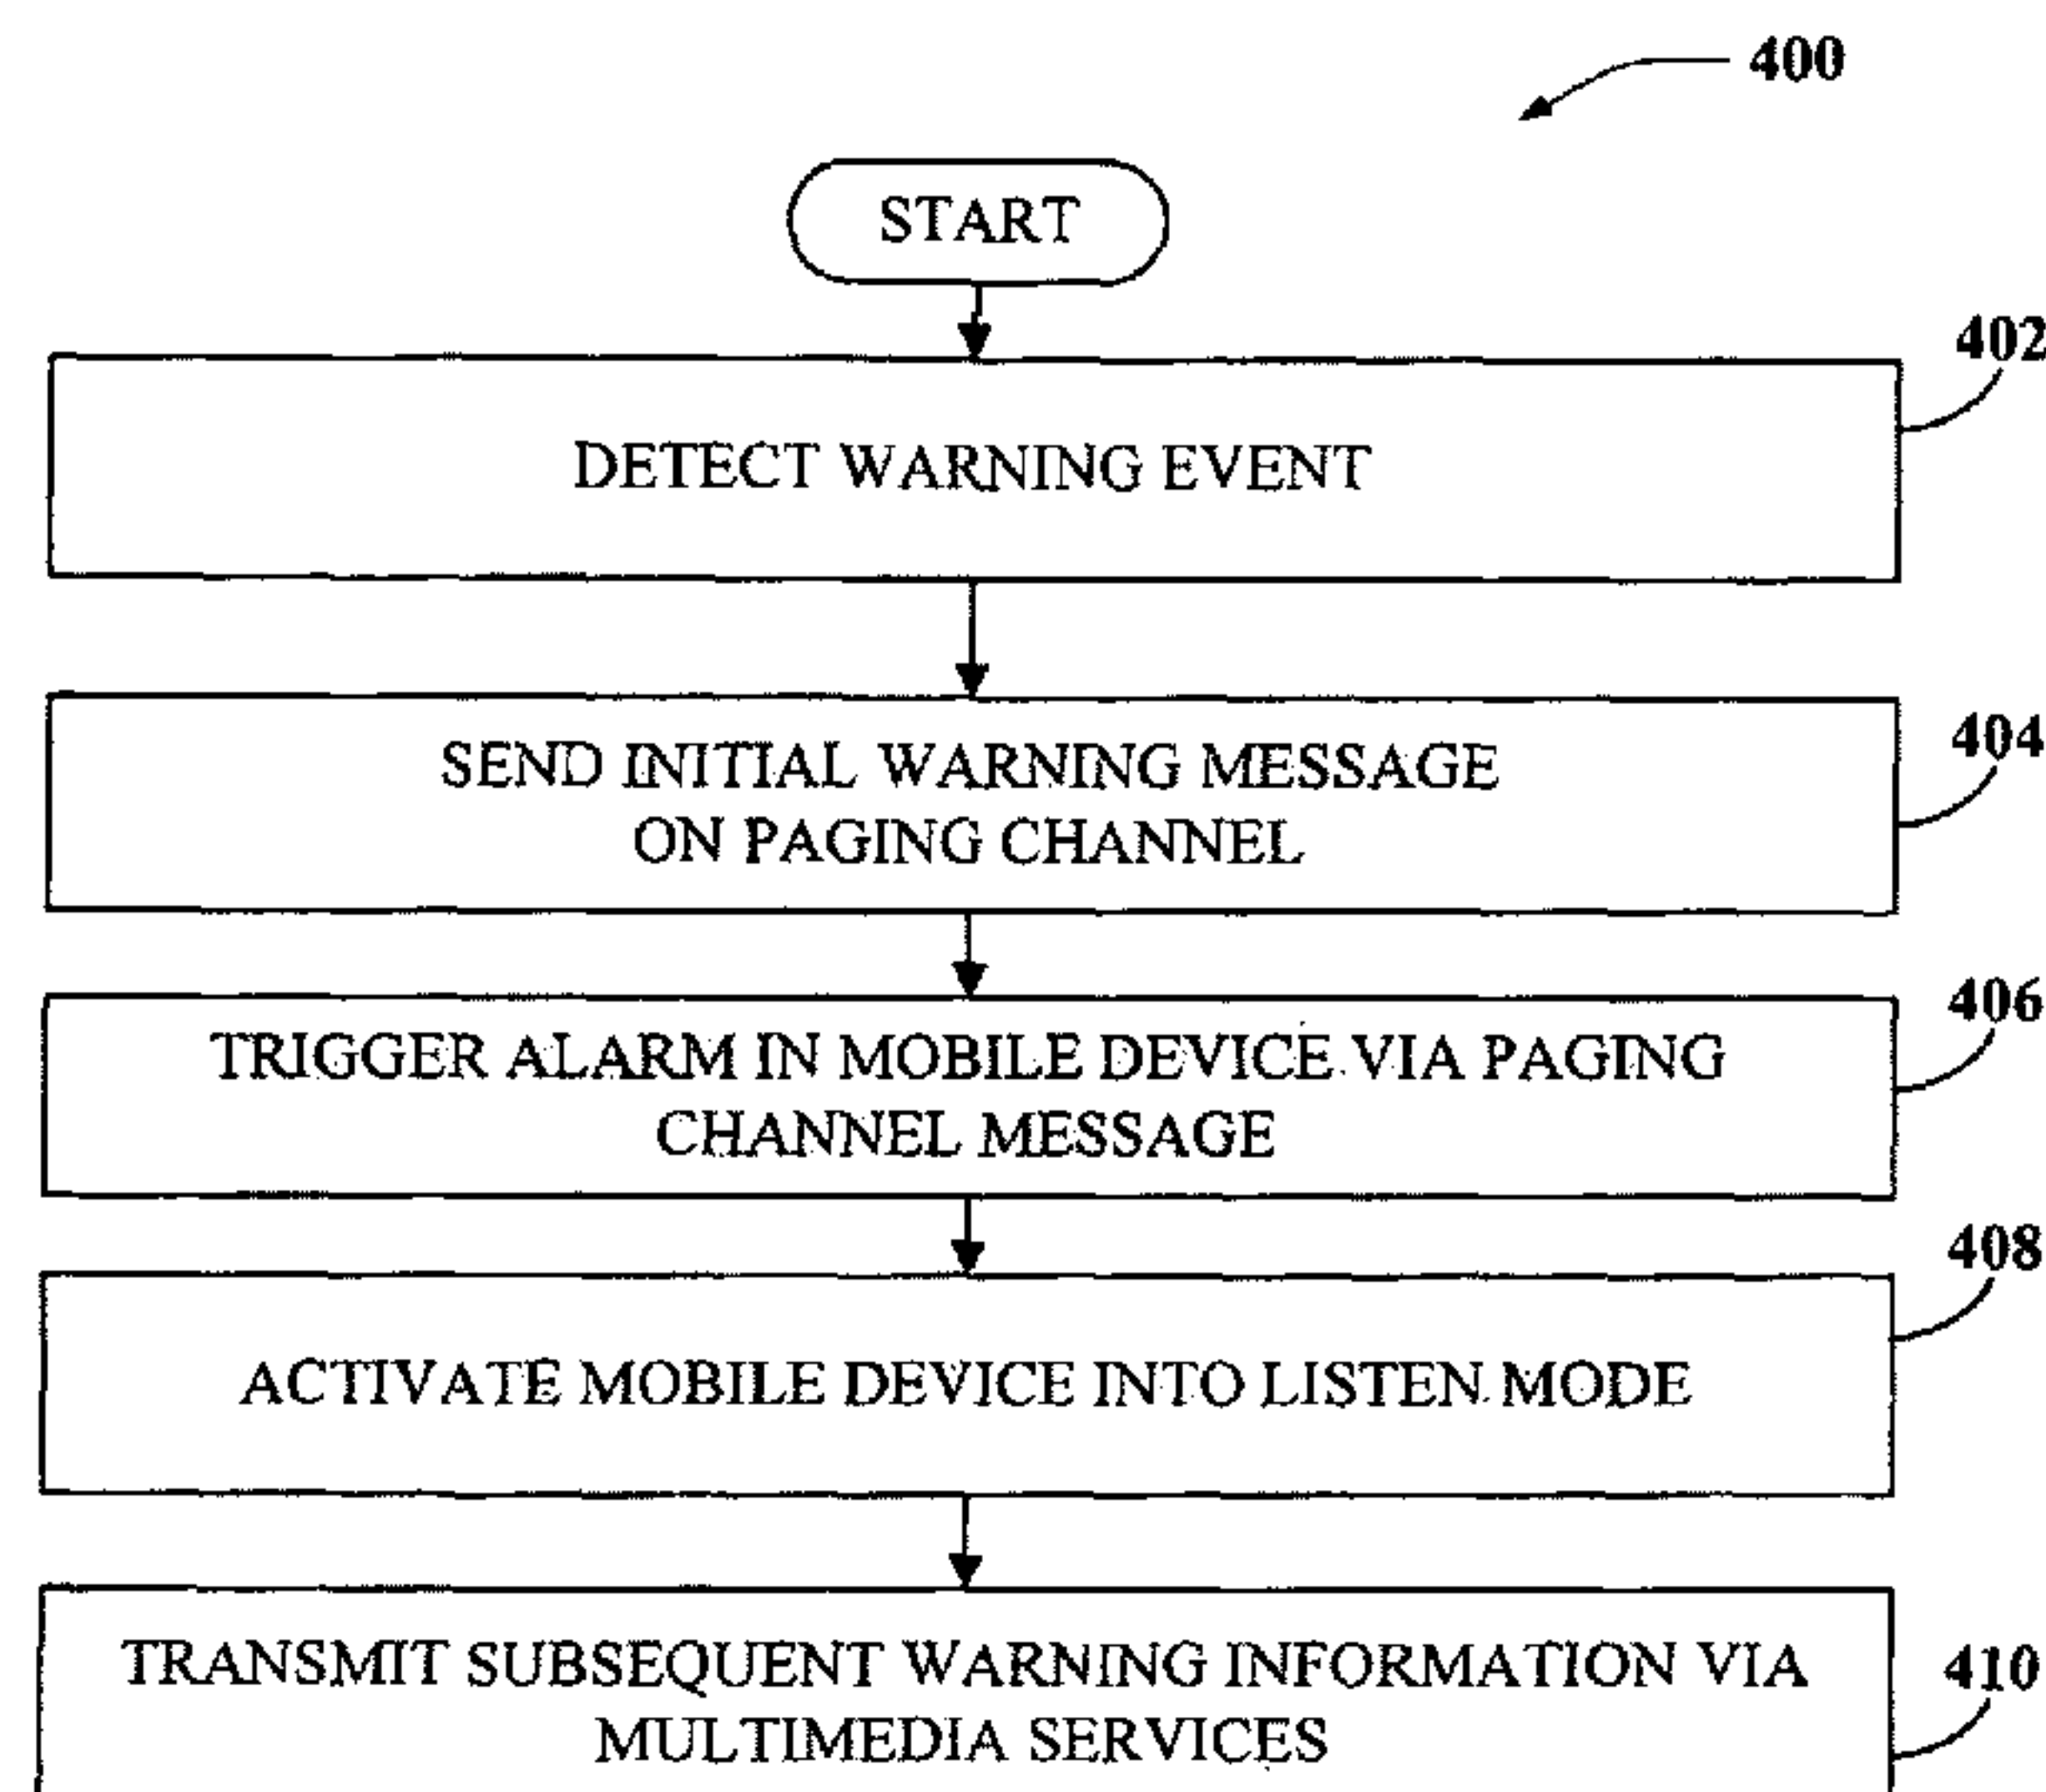 400
START
402
DETECT WARNING EVENT
404
SEND INITIAL WARNING MESSAGE
ON PAGING CHANNEL
406
TRIGGER ALARM IN MOBILE DEVICE VIA PAGING
CHANNEL MESSAGE
408
ACTIVATE MOBILE DEVICE INTO LISTEN MODE
410
TRANSMIT SUBSEQUENT WARNING INFORMATION VIA
MULTIMEDIA SERVICES